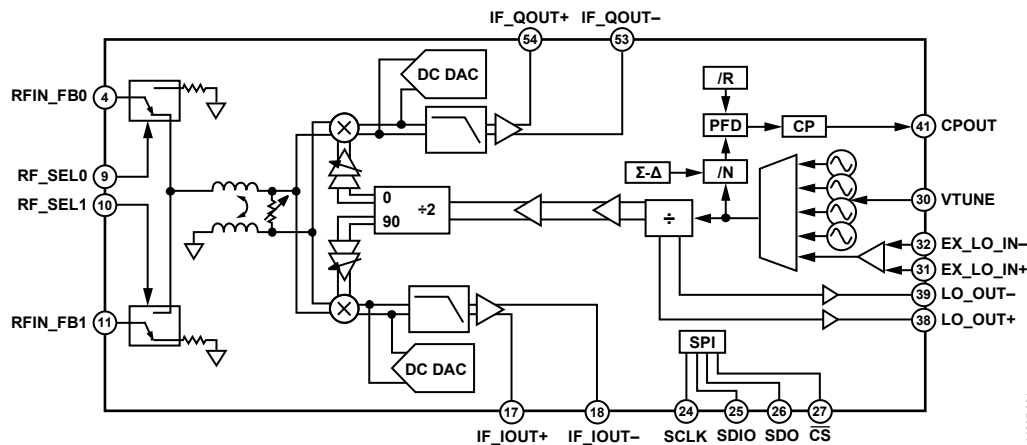 IF_QOUT+ IF_QOUT–
54 53
DC DAC
/R
RFIN_FB0 4
PFD CP 41 CPOUT
RF_SEL0 9
Σ-Δ /N
RF_SEL1 10
0
90
÷2
÷
30 VTUNE
32 EX_LO_IN–
31 EX_LO_IN+
39 LO_OUT–
38 LO_OUT+
RFIN_FB1 11
SPI
DC DAC
17 18 24 25 26 27
IF_IOUT+ IF_IOUT– SCLK SDIO SDO CS